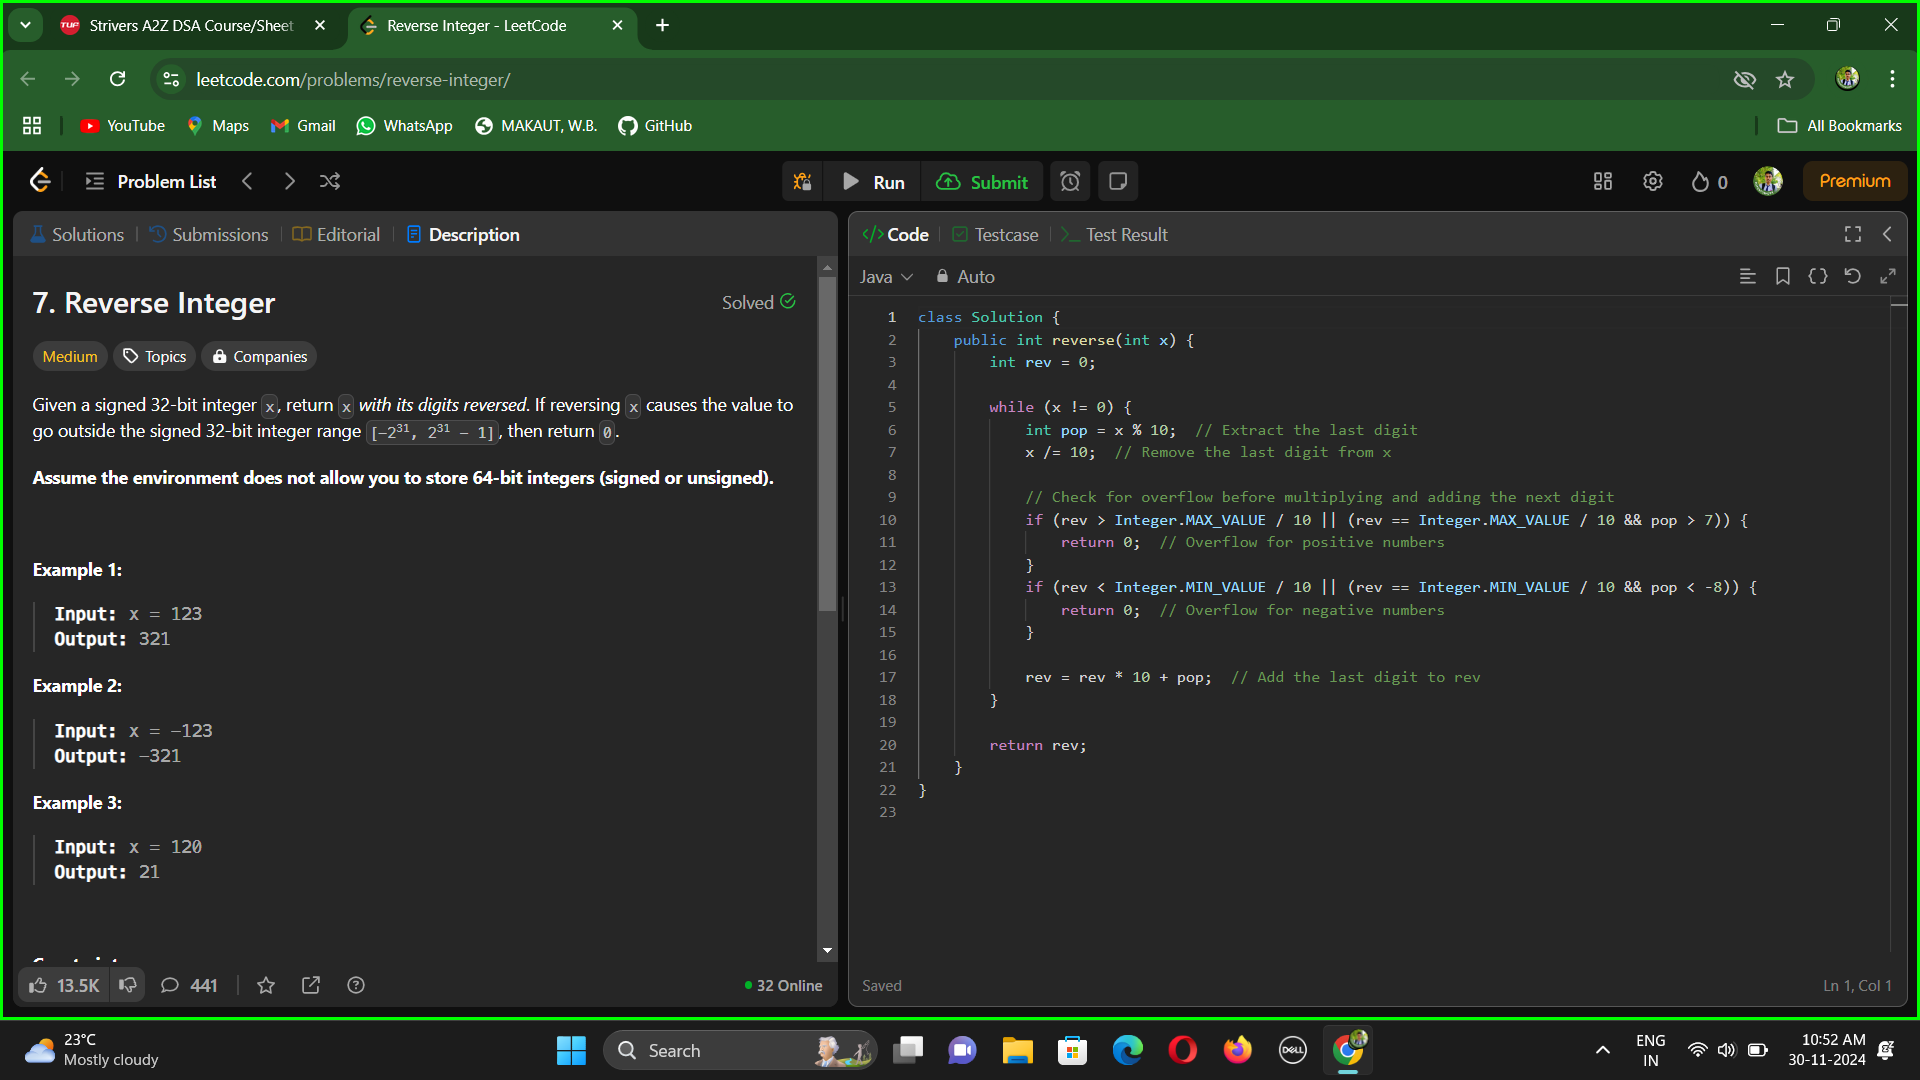 Strivers A2Z DSA Course/Sheet
Reverse Integer - LeetCode
leetcode.com/problems/reverse-integer/
YouTube Maps Gmail WhatsApp MAKAUT, W.B. GitHub All Bookmarks
Problem List Run Submit 0 Premium
Solutions Submissions Editorial Description
7. Reverse Integer
Solved
Medium Topics Companies
Given a signed 32-bit integer x, return x with its digits reversed. If reversing x causes the value to
go outside the signed 32-bit integer range [-2³¹, 2³¹ - 1], then return 0.
Assume the environment does not allow you to store 64-bit integers (signed or unsigned).
Example 1:
Input: x = 123
Output: 321
Example 2:
Input: x = -123
Output: -321
Example 3:
Input: x = 120
Output: 21
13.5K 441 32 Online
Code Testcase >_ Test Result
Java Auto
1 class Solution {
2 public int reverse(int x) {
3 int rev = 0;
4
5 while (x != 0) {
6 int pop = x % 10; // Extract the last digit
7 x /= 10; // Remove the last digit from x
8
9 // Check for overflow before multiplying and adding the next digit
10 if (rev > Integer.MAX_VALUE / 10 || (rev == Integer.MAX_VALUE / 10 && pop > 7)) {
11 return 0; // Overflow for positive numbers
12 }
13 if (rev < Integer.MIN_VALUE / 10 || (rev == Integer.MIN_VALUE / 10 && pop < -8)) {
14 return 0; // Overflow for negative numbers
15 }
16
17 rev = rev * 10 + pop; // Add the last digit to rev
18 }
19
20 return rev;
21 }
22 }
23
Saved Ln 1, Col 1
23°C
Mostly cloudy
Search
DELL
ENG
IN
10:52 AM
30-11-2024